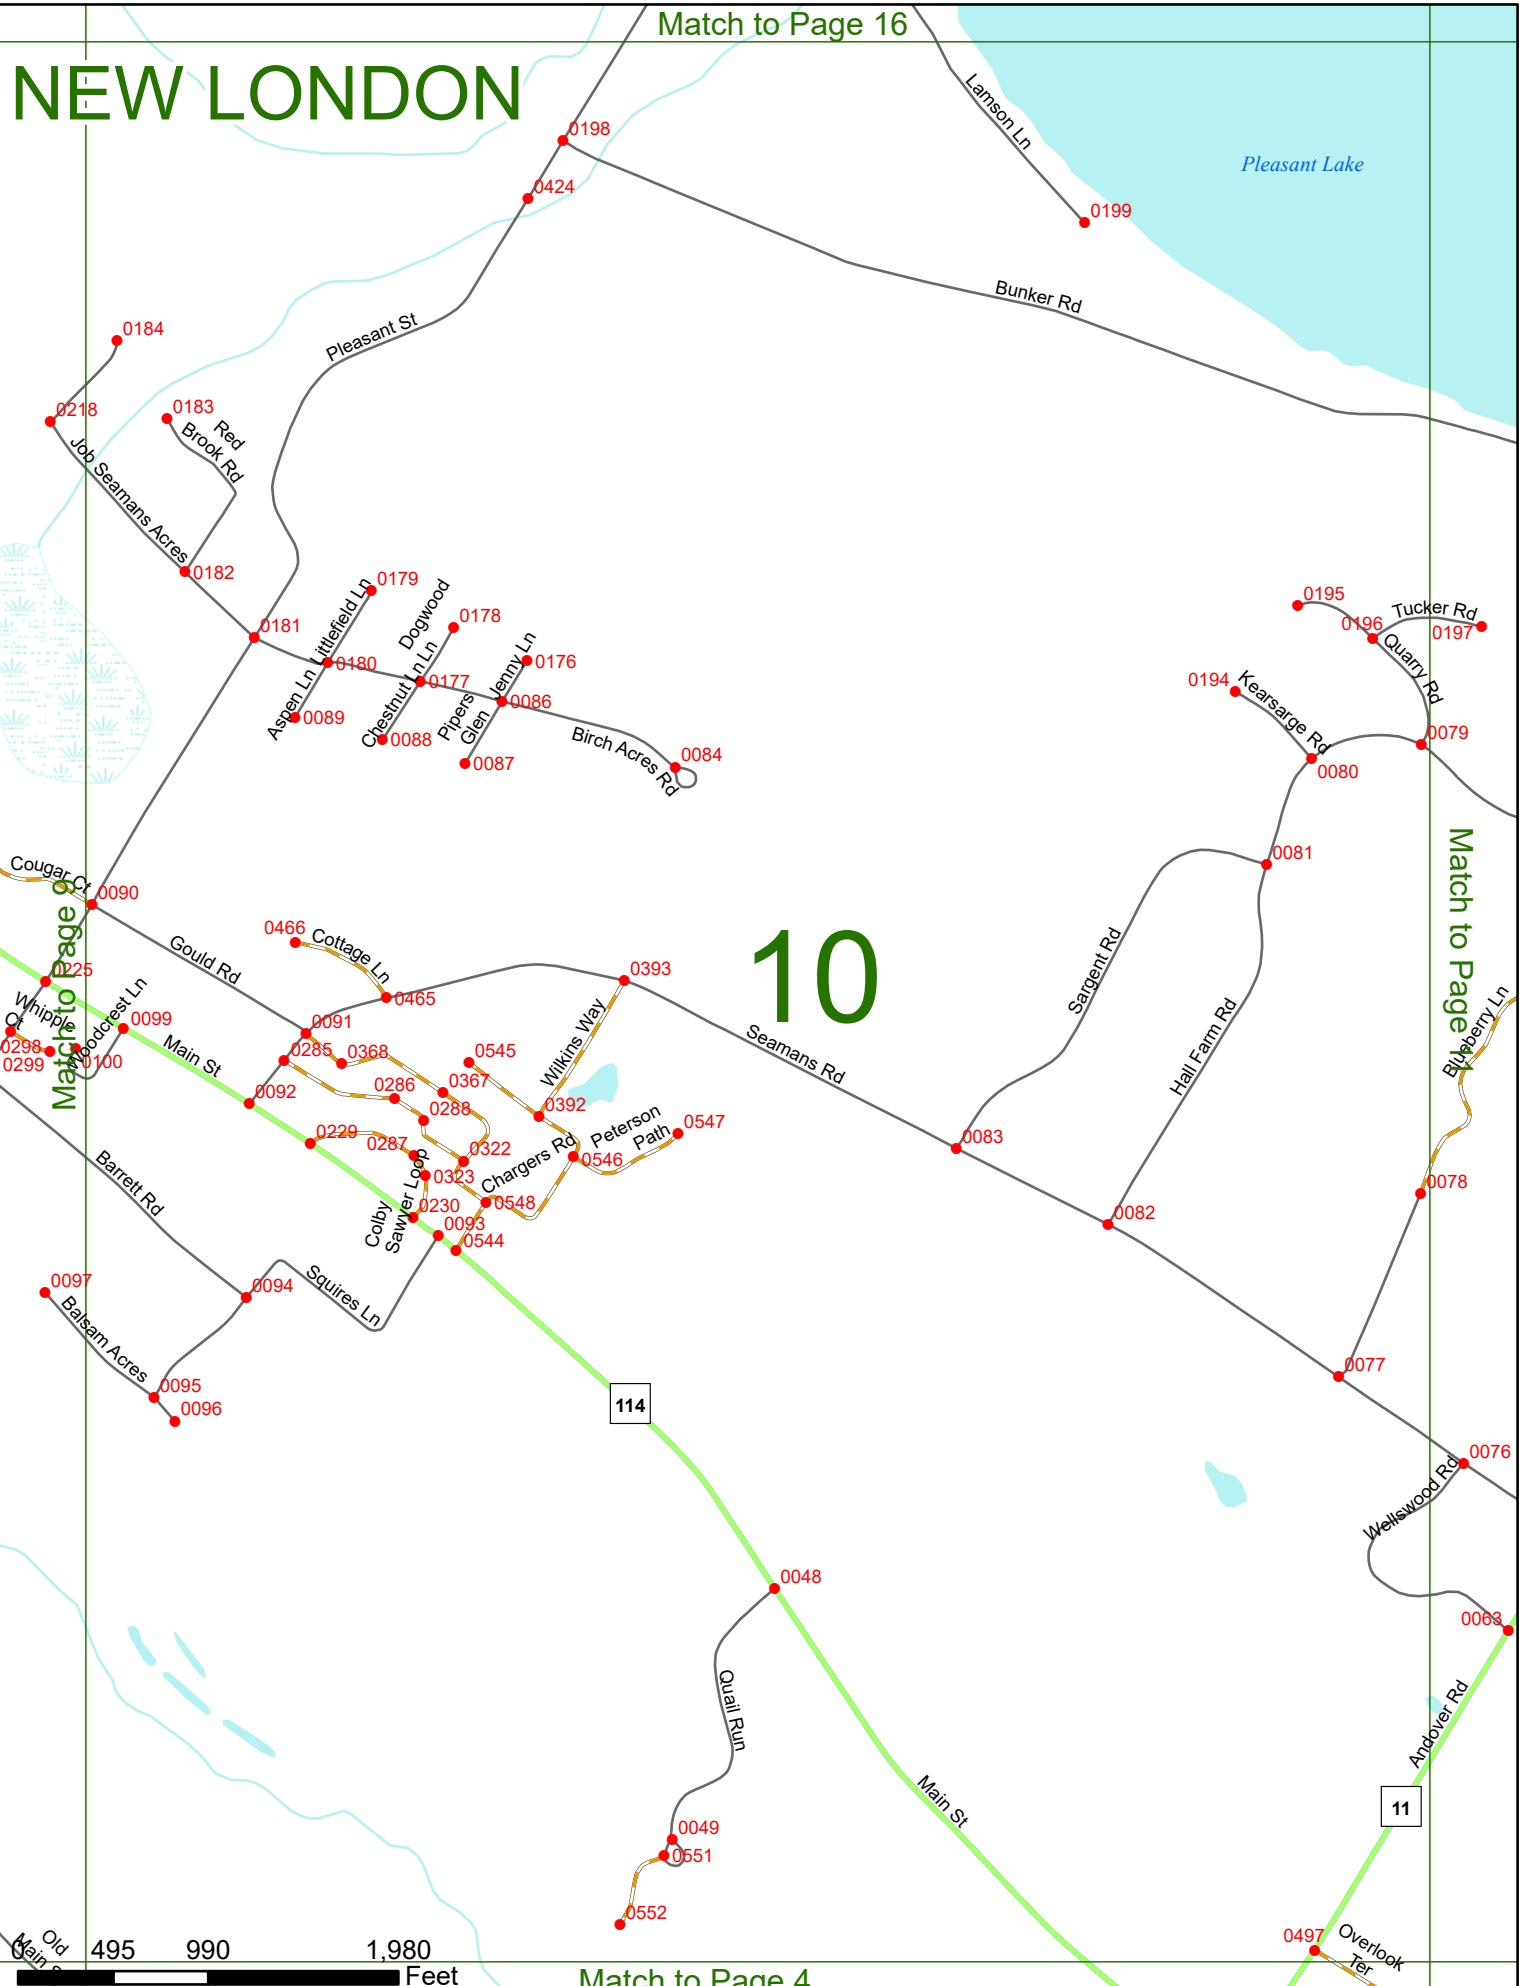 Match to Page 16
NEW LONDON
Lamson Ln
0198
Pleasant Lake
0424
0199
Bunker Rd
Pleasant St
0184
0218
0183
Red
Brook Rd
Job Seamans Acres
0182
0181
0179
Littlefield Ln
Dogwood
Ln
0178
Jenny Ln
0176
0180
0177
0086
Aspen Ln
0089
Chestnut Ln
0088
Pipers
Glen
0087
Birch Acres Rd
0084
0195
Tucker Rd
0196
0197
Quarry Rd
0194
Kearsarge Rd
0079
0080
0081
Match to Page 9
Cougar Ct
0090
Gould Rd
0466
Cottage Ln
0465
10
0393
Sargent Rd
Hall Farm Rd
Blueberry Ln
0225
Whipple
Ct
Woodcrest Ln
0099
0298
0299
0100
Main St
0091
0285
0368
0545
Wilkins Way
Seamans Rd
0092
0286
0367
0288
0392
Peterson
Path
0547
0229
0287
0322
Chargers Rd
0546
0083
0323
0548
0078
Barrett Rd
Colby
Sawyer Loop
0230
0093
0544
0082
0097
Balsam Acres
0094
Squires Ln
0095
0096
0077
114
0076
Wellswood Rd
0048
0063
Quail Run
Andover Rd
Main St
11
0049
0551
0552
0497
Overlook
Ter
Old
Main S
0 495 990 1,980
Feet
Match to Page 4